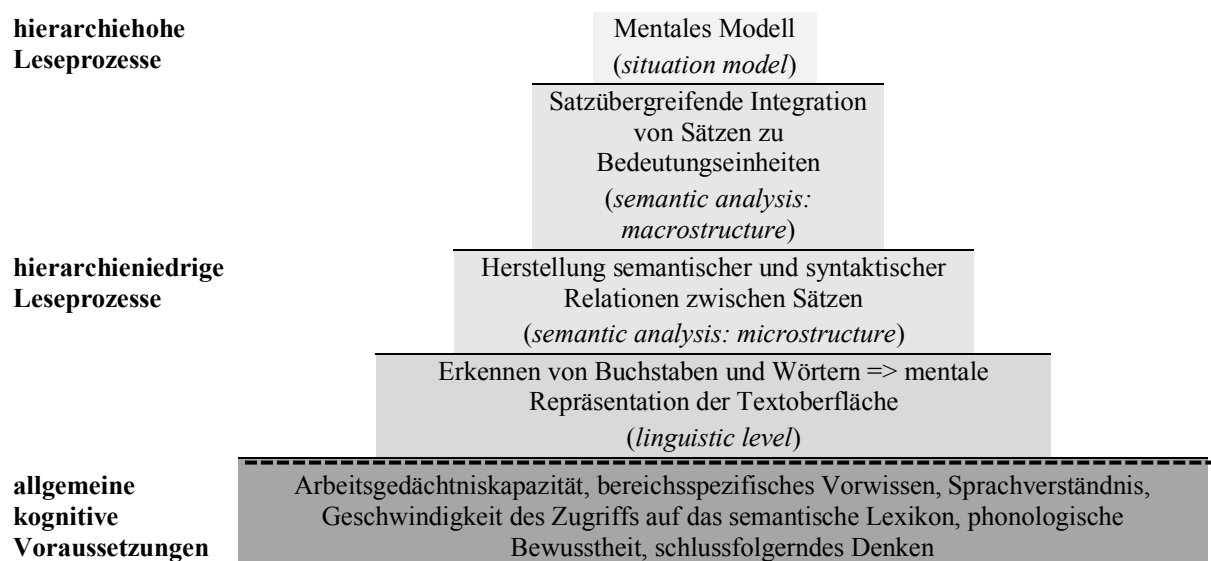 hierarchiehohe
Leseprozesse
Mentales Modell
(situation model)
Satzübergreifende Integration
von Sätzen zu
Bedeutungseinheiten
(semantic analysis:
macrostructure)
hierarchieniedrige
Leseprozesse
Herstellung semantischer und syntaktischer
Relationen zwischen Sätzen
(semantic analysis: microstructure)
Erkennen von Buchstaben und Wörtern => mentale
Repräsentation der Textoberfläche
(linguistic level)
allgemeine
kognitive
Voraussetzungen
Arbeitsgedächtniskapazität, bereichsspezifisches Vorwissen, Sprachverständnis,
Geschwindigkeit des Zugriffs auf das semantische Lexikon, phonologische
Bewusstheit, schlussfolgerndes Denken